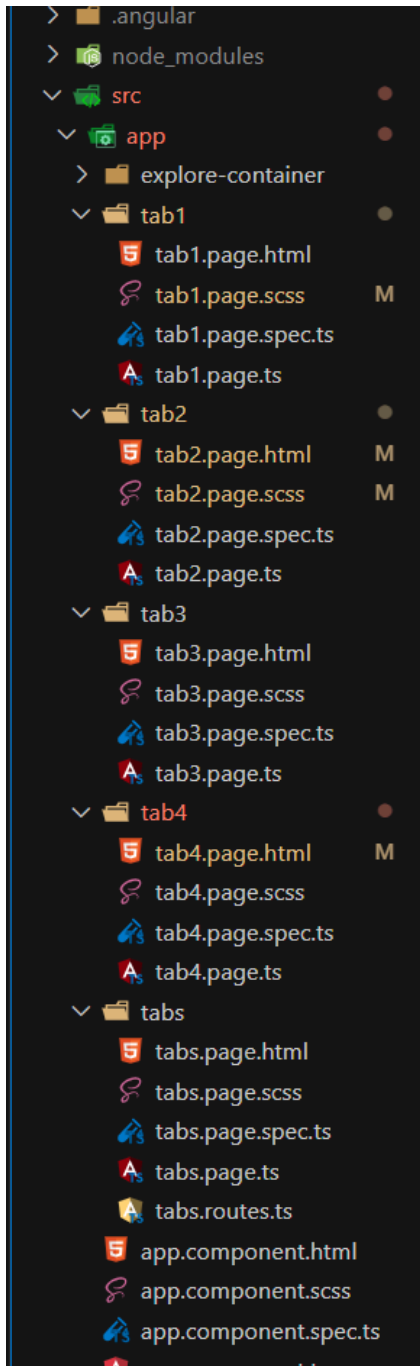 .angular
node_modules
src
app
explore-container
tab1
tab1.page.html
tab1.page.scss M
tab1.page.spec.ts
tab1.page.ts
tab2
tab2.page.html M
tab2.page.scss M
tab2.page.spec.ts
tab2.page.ts
tab3
tab3.page.html
tab3.page.scss
tab3.page.spec.ts
tab3.page.ts
tab4
tab4.page.html M
tab4.page.scss
tab4.page.spec.ts
tab4.page.ts
tabs
tabs.page.html
tabs.page.scss
tabs.page.spec.ts
tabs.page.ts
tabs.routes.ts
app.component.html
app.component.scss
app.component.spec.ts